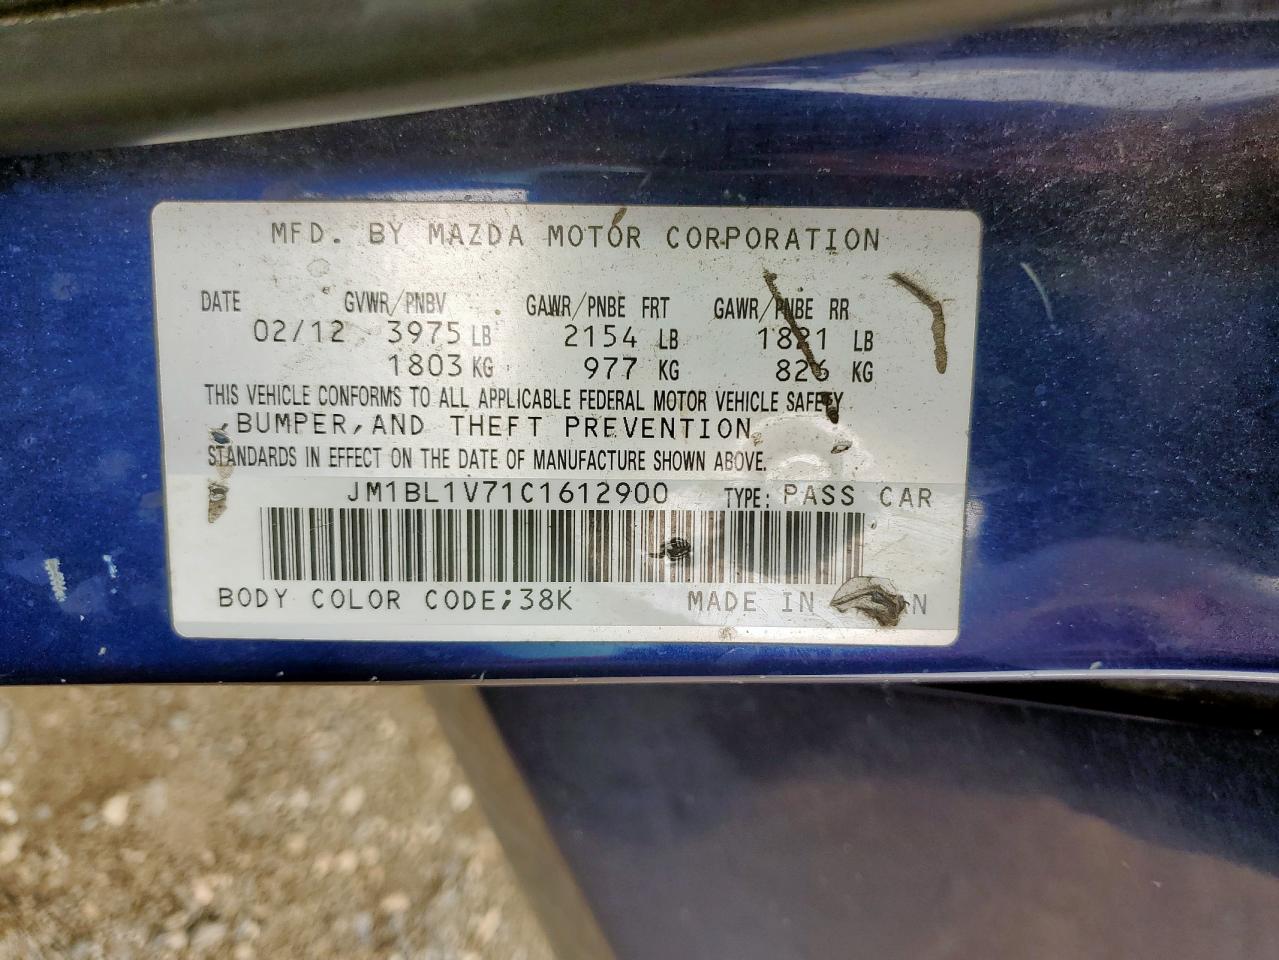 MFD. BY MAZDA MOTOR CORPORATION
DATE GVWR/PNBV GAWR/PNBE FRT GAWR/PNBE RR
02/12 3975 LB 2154 LB 1821 LB
1803 KG 977 KG 826 KG
THIS VEHICLE CONFORMS TO ALL APPLICABLE FEDERAL MOTOR VEHICLE SAFETY
,BUMPER,AND THEFT PREVENTION
STANDARDS IN EFFECT ON THE DATE OF MANUFACTURE SHOWN ABOVE.
JM1BL1V71C1612900 TYPE: PASS CAR
BODY COLOR CODE;38K MADE IN